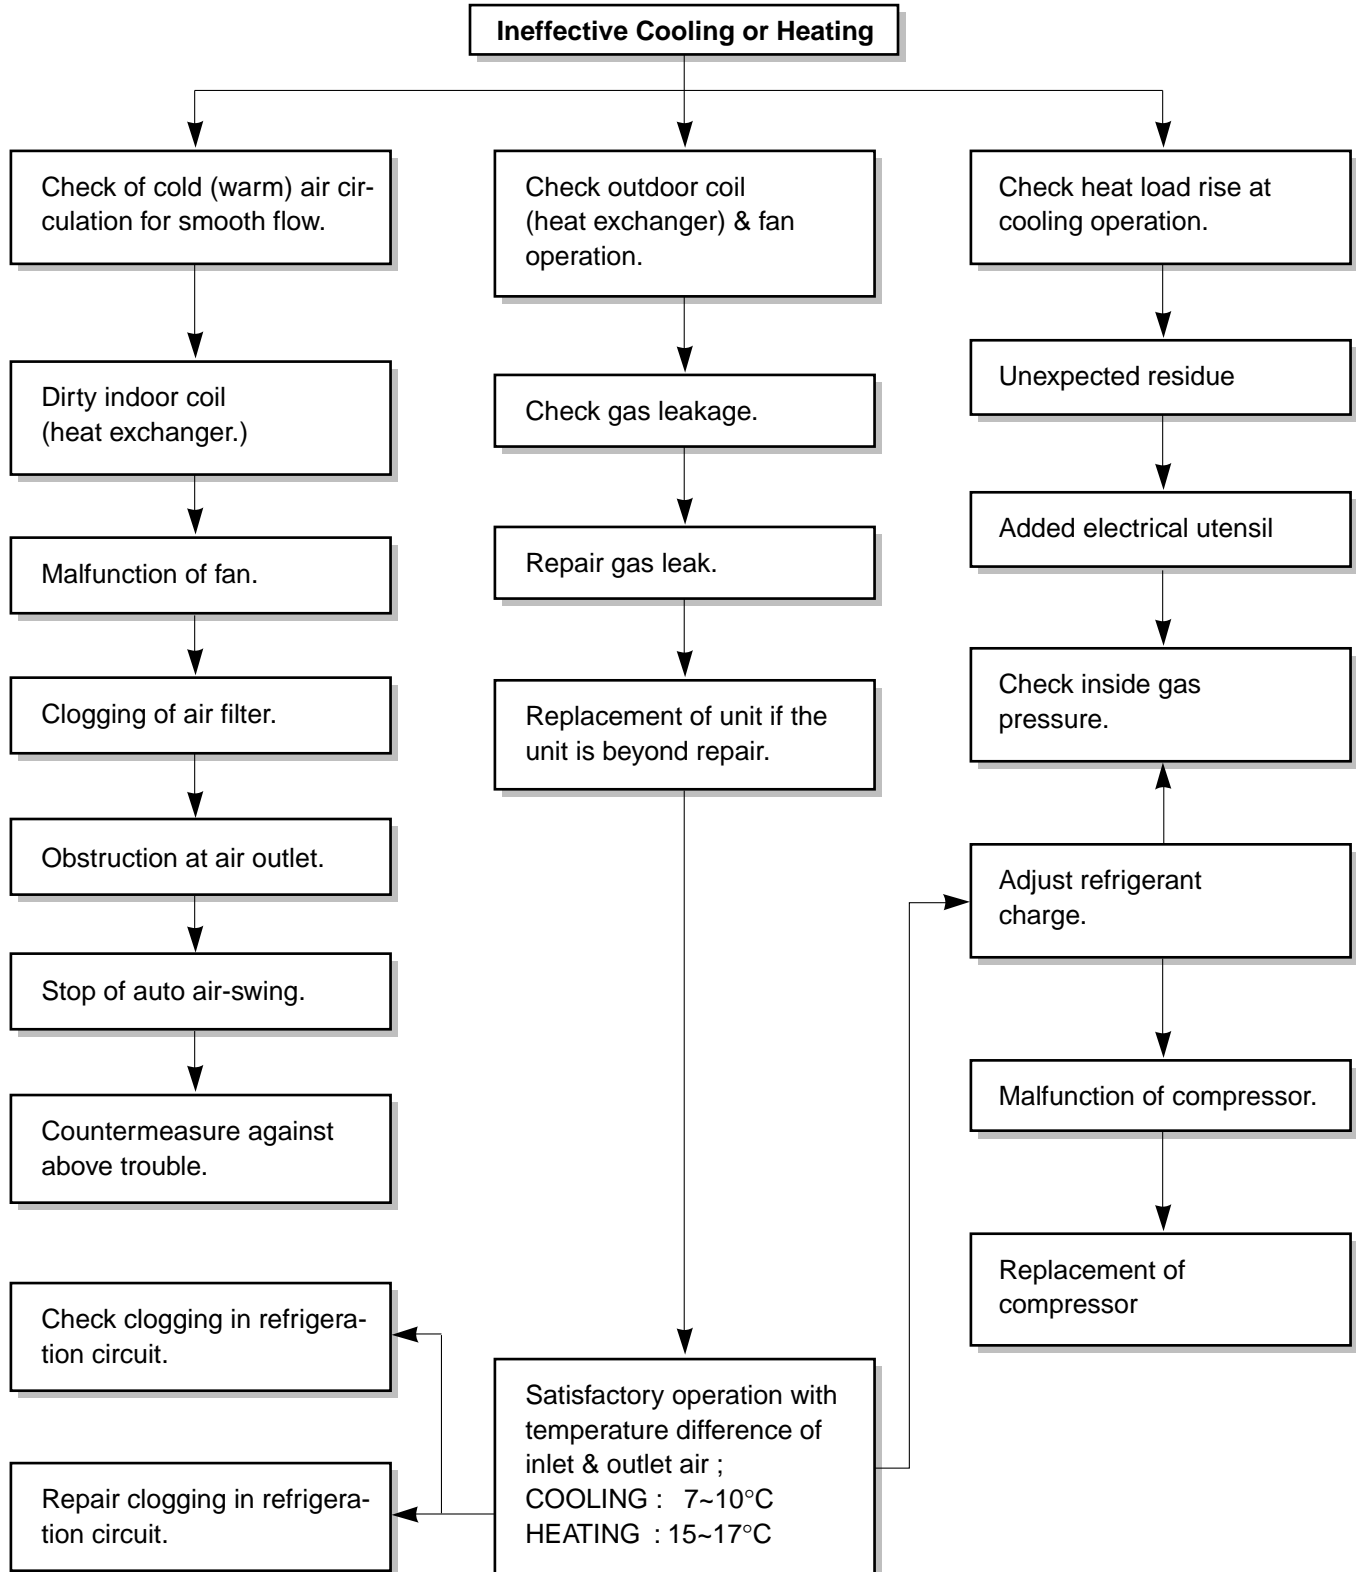 Ineffective Cooling or Heating
Check of cold (warm) air cir-
culation for smooth flow.
Dirty indoor coil
(heat exchanger.)
Malfunction of fan.
Clogging of air filter.
Obstruction at air outlet.
Stop of auto air-swing.
Countermeasure against
above trouble.
Check clogging in refrigera-
tion circuit.
Repair clogging in refrigera-
tion circuit.
Check outdoor coil
(heat exchanger) & fan
operation.
Check gas leakage.
Repair gas leak.
Replacement of unit if the
unit is beyond repair.
Satisfactory operation with
temperature difference of
inlet & outlet air ;
COOLING :   7~10°C
HEATING  : 15~17°C
Check heat load rise at
cooling operation.
Unexpected residue
Added electrical utensil
Check inside gas
pressure.
Adjust refrigerant
charge.
Malfunction of compressor.
Replacement of
compressor